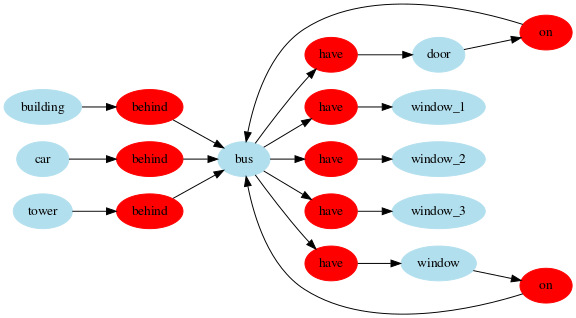 on
have
door
building
behind
have
window_1
car
behind
bus
have
window_2
tower
behind
have
window_3
have
window
on